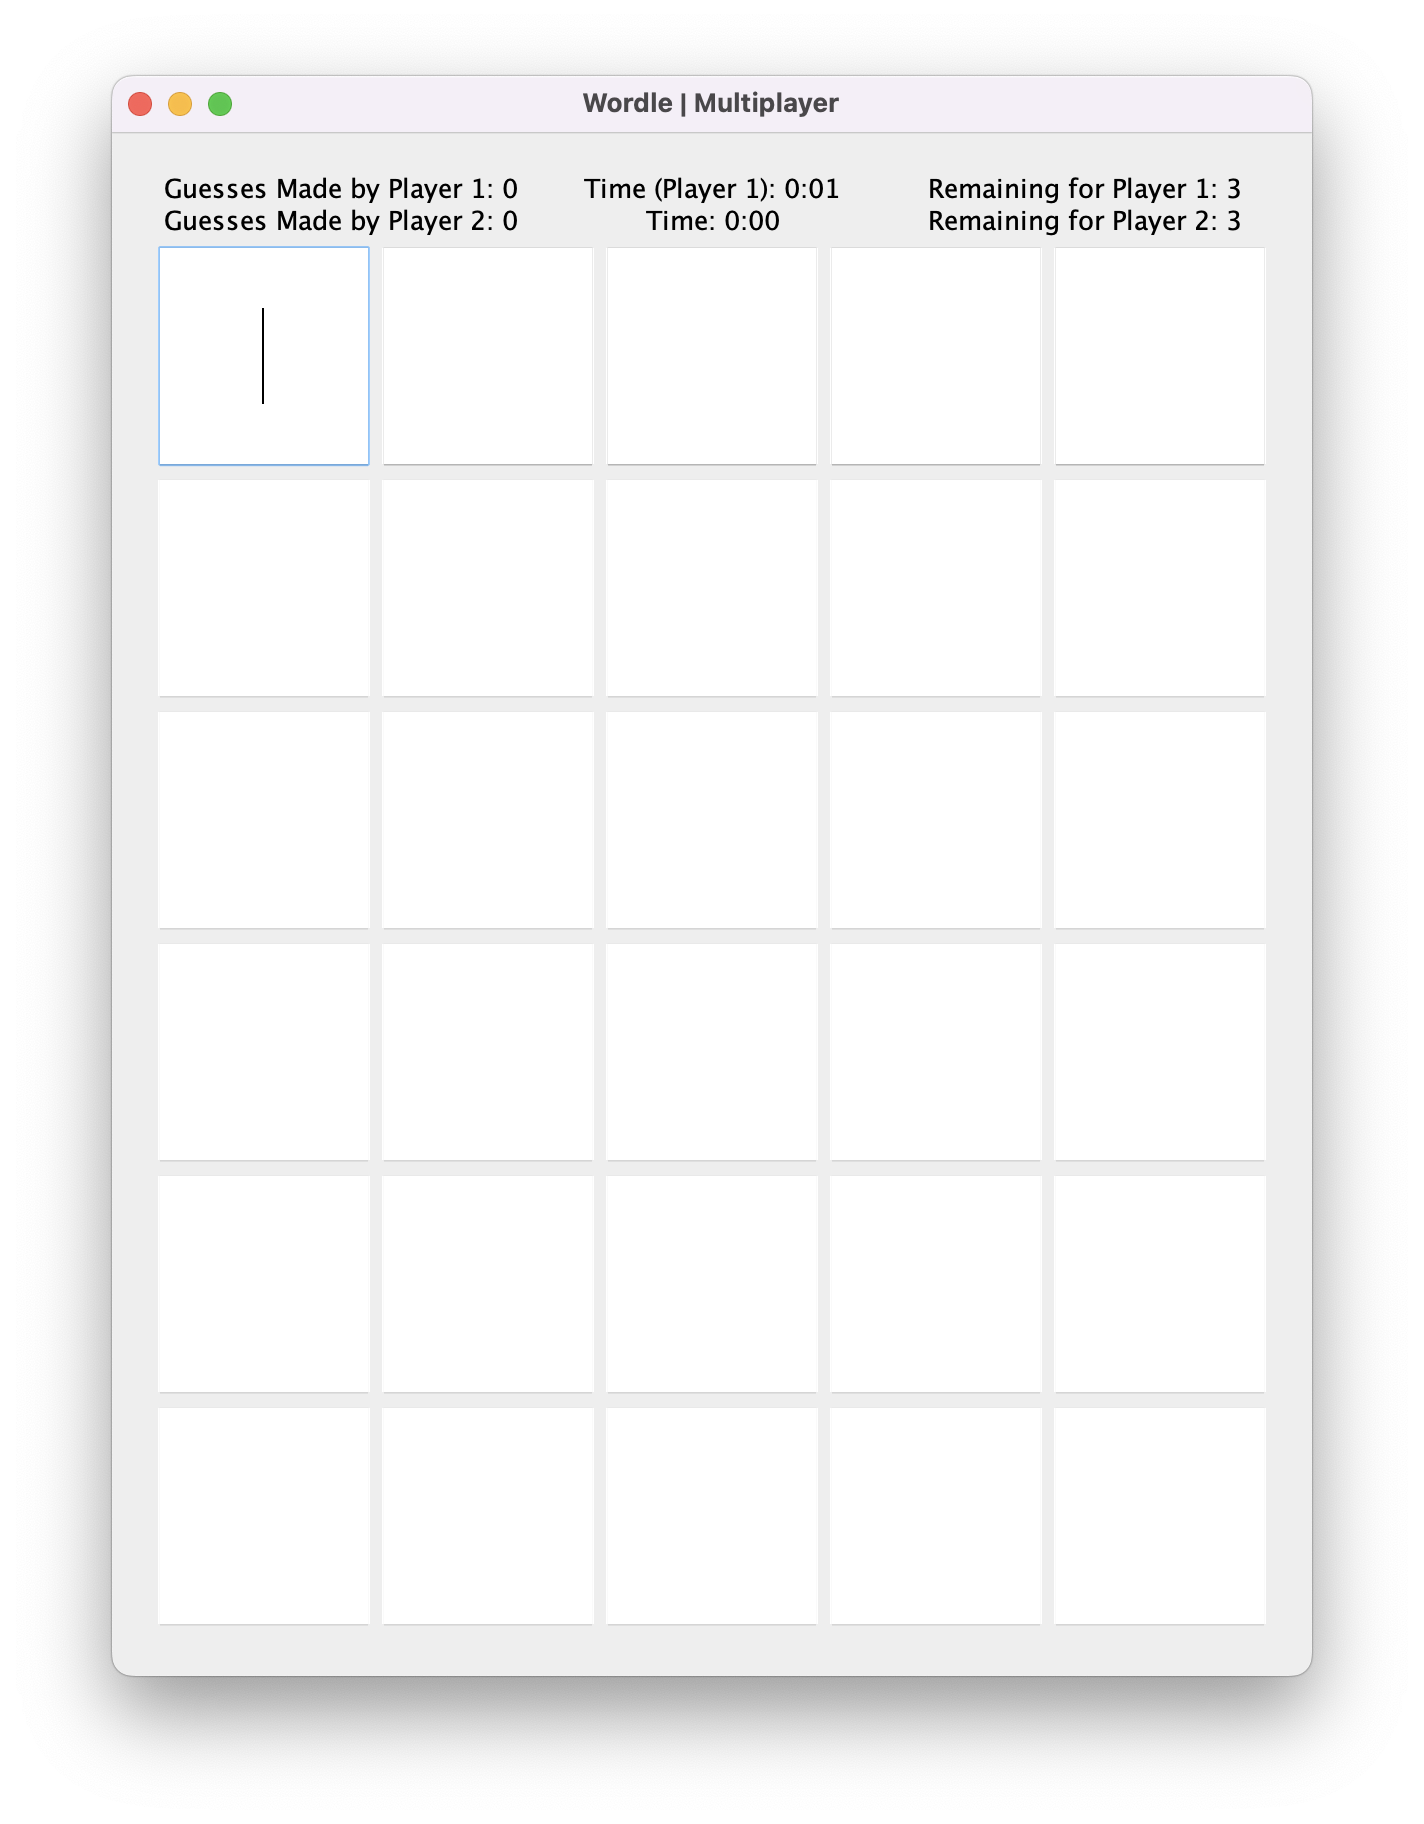 Wordle | Multiplayer
Guesses Made by Player 1: 0 Time (Player 1): 0:01 Remaining for Player 1: 3
Guesses Made by Player 2: 0 Time: 0:00 Remaining for Player 2: 3